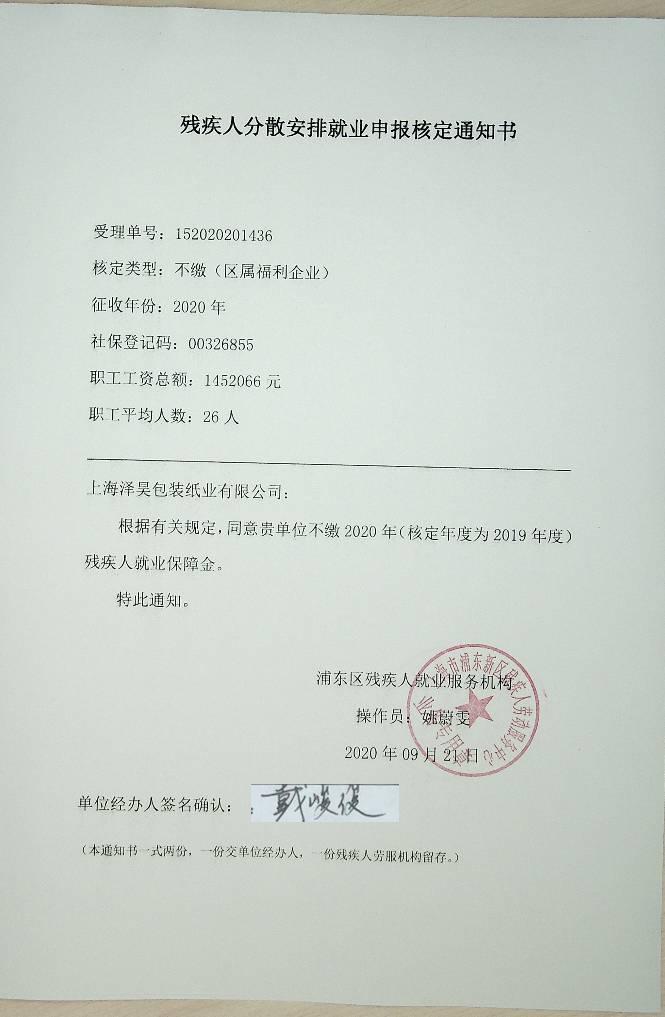 残疾人分散安排就业申报核定通知书
受理单号：152020201436
核定类型：不缴（区属福利企业）
征收年份：2020 年
社保登记码：00326855
职工工资总额：1452066 元
职工平均人数：26 人
上海泽昊包装纸业有限公司：
根据有关规定，同意贵单位不缴 2020 年（核定年度为 2019 年度）
残疾人就业保障金。
特此通知。
浦东区残疾人就业服务机构
操作员：姚蔚雯
2020 年 09 月 21 日
上海市浦东新区残疾人劳动服务中心
业务专用章
单位经办人签名确认：
（本通知书一式两份，一份交单位经办人，一份残疾人劳服机构留存。）